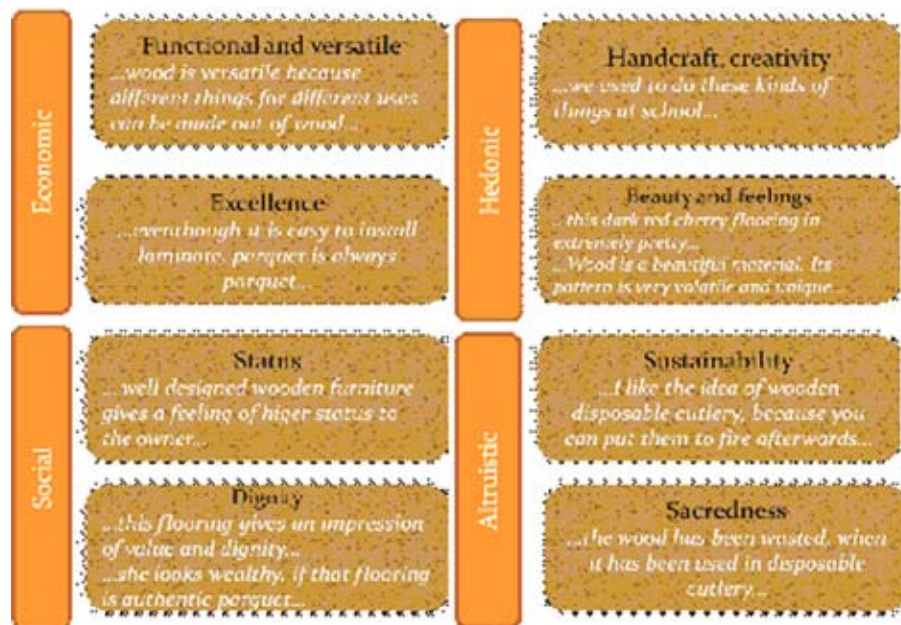 Economic
Functional and versatile
...wood is versatile because
different things for different uses
can be made out of wood...
Excellence
...eventhough it is easy to install
laminate, parquet is always
parquet...
Hedonic
Handcraft, creativity
...we used to do these kinds of
things at school...
Beauty and feelings
...this dark red cherry flooring in
extremely pretty...
...Wood is a beautiful material. Its
pattern is very volatile and unique...
Social
Status
...well designed wooden furniture
gives a feeling of higer status to
the owner...
Dignity
...this flooring gives an impression
of value and dignity...
...she looks wealthy, if that flooring
is authentic parquet...
Altruistic
Sustainability
...I like the idea of wooden
disposable cutlery, because you
can put them to fire afterwards...
Sacredness
...the wood has been wasted, when
it has been used in disposable
cutlery...